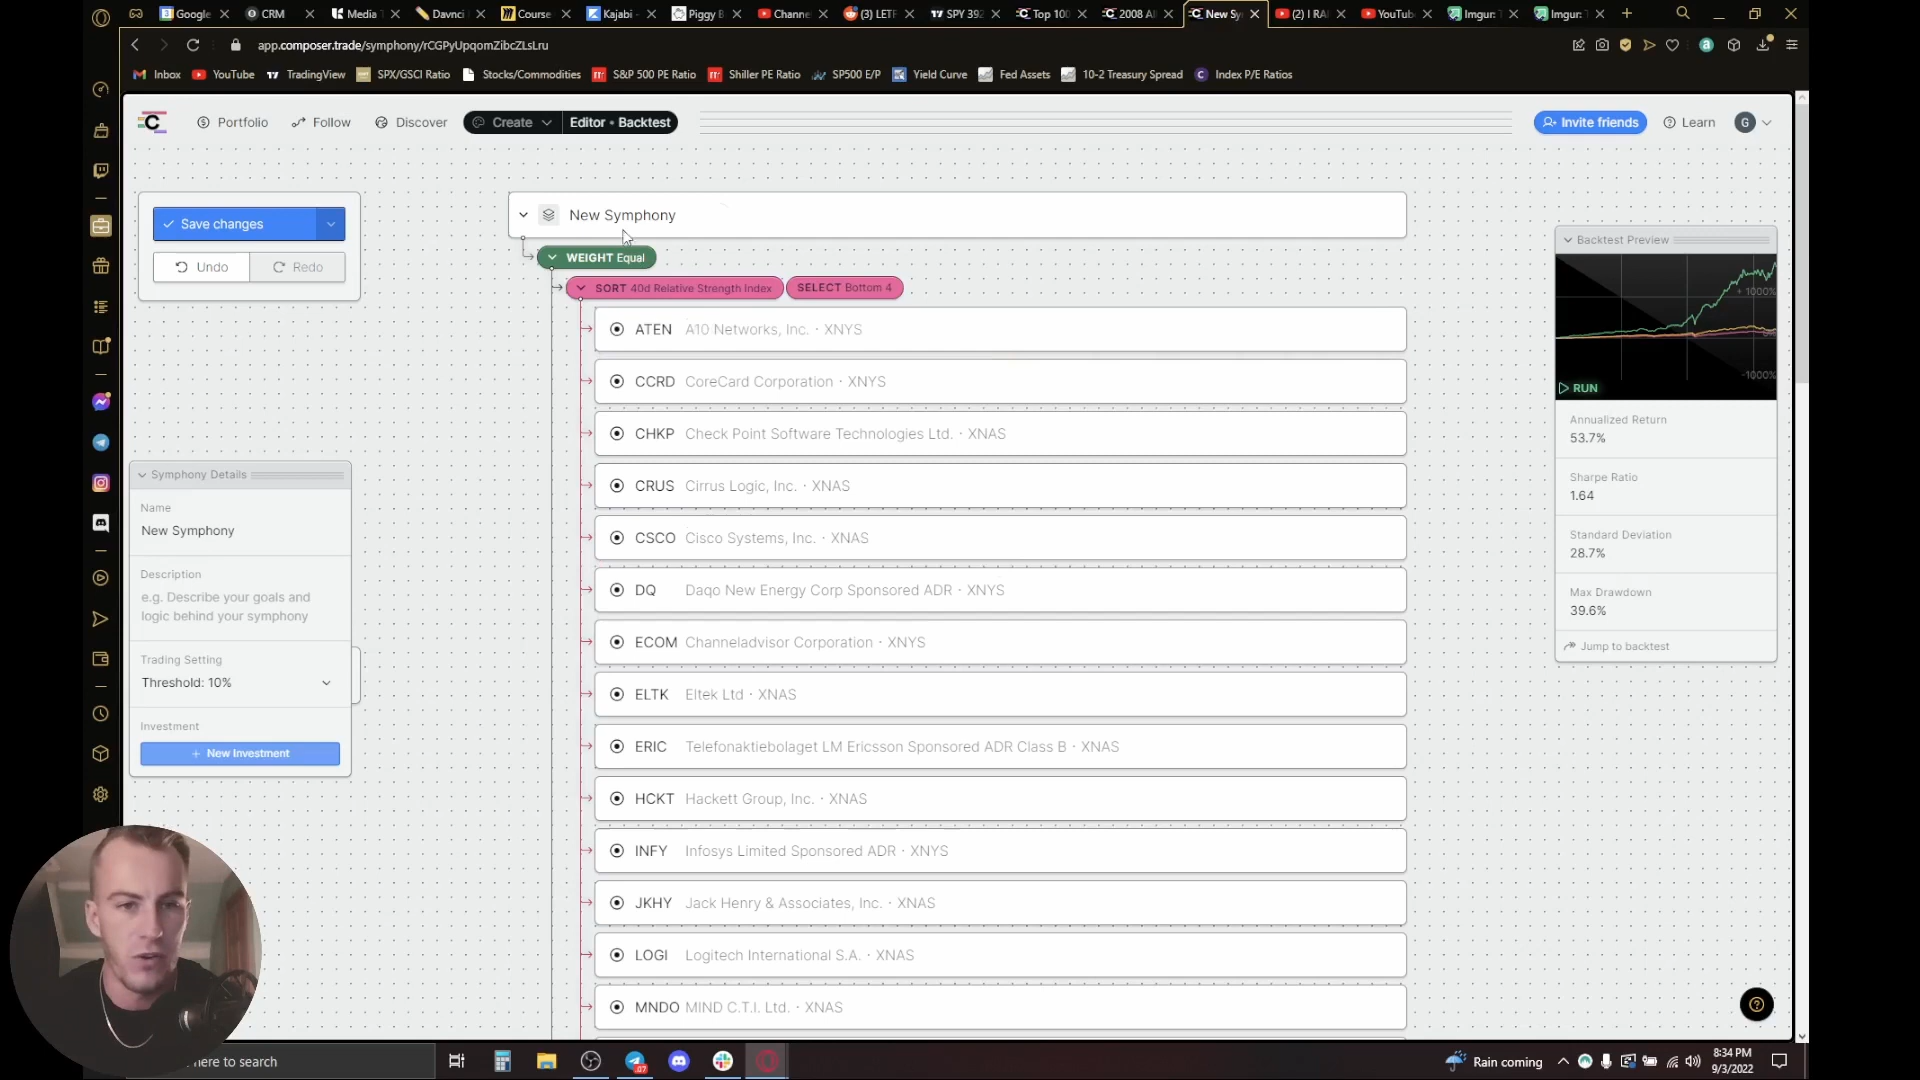 Google
CRM
Media T
Davnci
Course
Kajabi -
Piggy B
Channe
(3) LETF
SPY 392
Top 100
2008 Al
New Sy
(2) I RA
YouTub
Imgur: T
Imgur: T
app.composer.trade/symphony/rCGPyUpqomZibcZLsLru
Inbox
YouTube
TradingView
SPX/GSCI Ratio
Stocks/Commodities
S&P 500 PE Ratio
Shiller PE Ratio
SP500 E/P
Yield Curve
Fed Assets
10-2 Treasury Spread
Index P/E Ratios
Portfolio
Follow
Discover
Create
Editor • Backtest
Invite friends
Learn
G
Save changes
Undo
Redo
New Symphony
WEIGHT Equal
SORT 40d Relative Strength Index
SELECT Bottom 4
ATEN A10 Networks, Inc. · XNYS
CCRD CoreCard Corporation · XNYS
CHKP Check Point Software Technologies Ltd. · XNAS
CRUS Cirrus Logic, Inc. · XNAS
CSCO Cisco Systems, Inc. · XNAS
DQ Daqo New Energy Corp Sponsored ADR · XNYS
ECOM Channeladvisor Corporation · XNYS
ELTK Eltek Ltd · XNAS
ERIC Telefonaktiebolaget LM Ericsson Sponsored ADR Class B · XNAS
HCKT Hackett Group, Inc. · XNAS
INFY Infosys Limited Sponsored ADR · XNYS
JKHY Jack Henry & Associates, Inc. · XNAS
LOGI Logitech International S.A. · XNAS
MNDO MIND C.T.I. Ltd. · XNAS
Symphony Details
Name
New Symphony
Description
e.g. Describe your goals and
logic behind your symphony
Trading Setting
Threshold: 10%
Investment
+ New Investment
Backtest Preview
+ 1000%
0%
-1000%
RUN
Annualized Return
53.7%
Sharpe Ratio
1.64
Standard Deviation
28.7%
Max Drawdown
39.6%
Jump to backtest
here to search
Rain coming
8:34 PM
9/3/2022